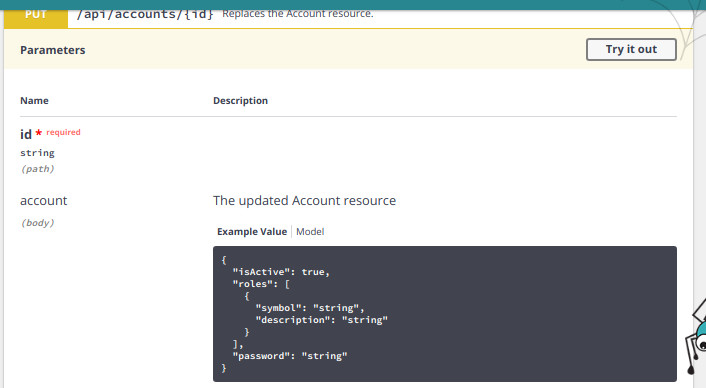 PUT /api/accounts/{id} Replaces the Account resource.
Parameters Try it out
Name Description
id * required
string
(path)
account The updated Account resource
(body)
Example Value Model
{
  "isActive": true,
  "roles": [
    {
      "symbol": "string",
      "description": "string"
    }
  ],
  "password": "string"
}